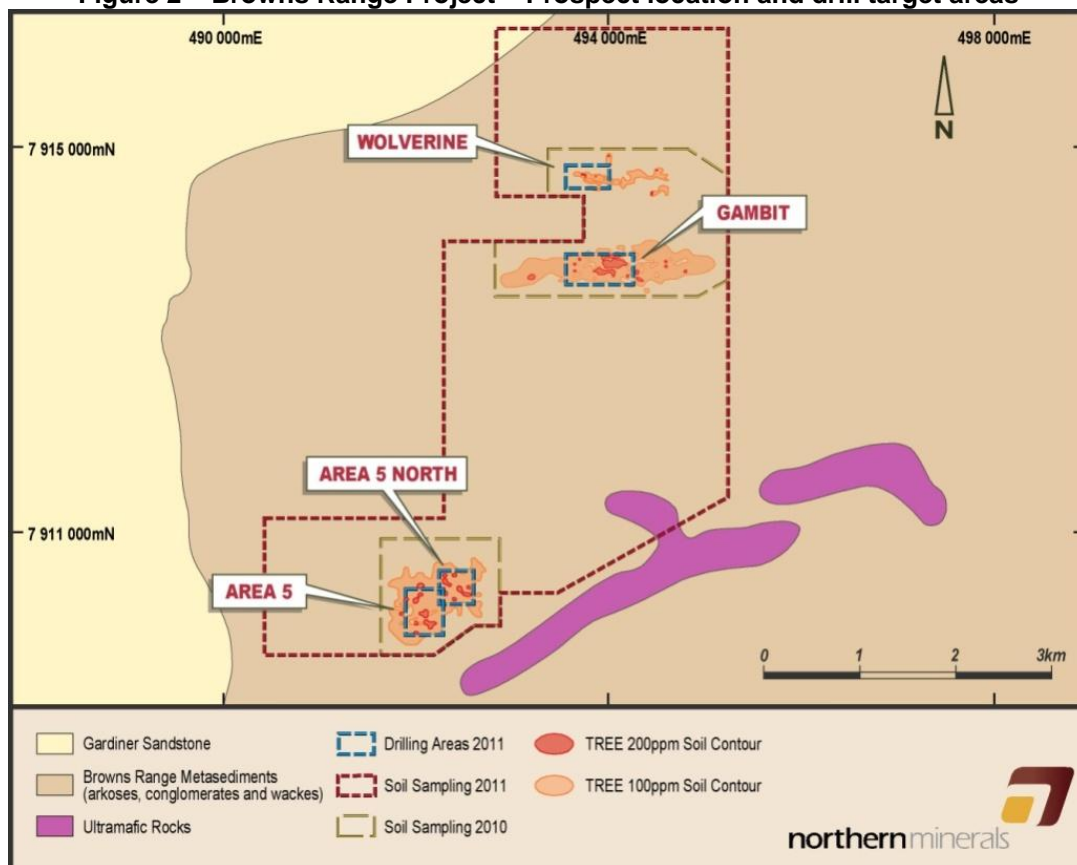 Figure 2 – Browns Range Project – Prospect location and drill target areas
490 000mE
494 000mE
498 000mE
N
7 915 000mN
WOLVERINE
GAMBIT
AREA 5 NORTH
7 911 000mN
AREA 5
0 1 2 3km
Gardiner Sandstone
Browns Range Metasediments
(arkoses, conglomerates and wackes)
Ultramafic Rocks
Drilling Areas 2011
Soil Sampling 2011
Soil Sampling 2010
TREE 200ppm Soil Contour
TREE 100ppm Soil Contour
northernminerals